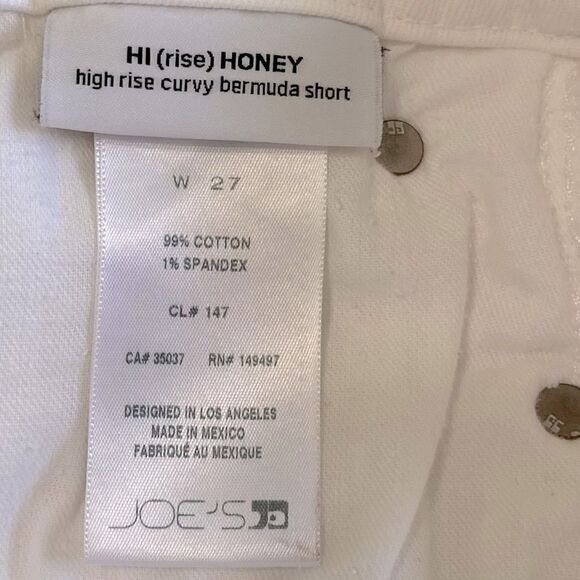 HI (rise) HONEY
high rise curvy bermuda short
W 27
99% COTTON
1% SPANDEX
CL# 147
CA# 35037 RN# 149497
DESIGNED IN LOS ANGELES
MADE IN MEXICO
FABRIQUÉ AU MEXIQUE
JOE'S